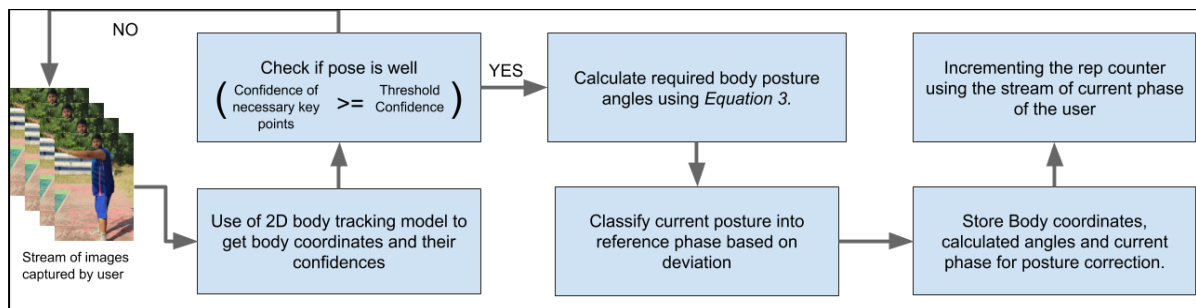 NO
Stream of images
captured by user
Use of 2D body tracking model to
get body coordinates and their
confidences
Check if pose is well
( Confidence of
necessary key
points >= Threshold
Confidence )
YES
Calculate required body posture
angles using Equation 3.
Classify current posture into
reference phase based on
deviation
Store Body coordinates,
calculated angles and current
phase for posture correction.
Incrementing the rep counter
using the stream of current phase
of the user